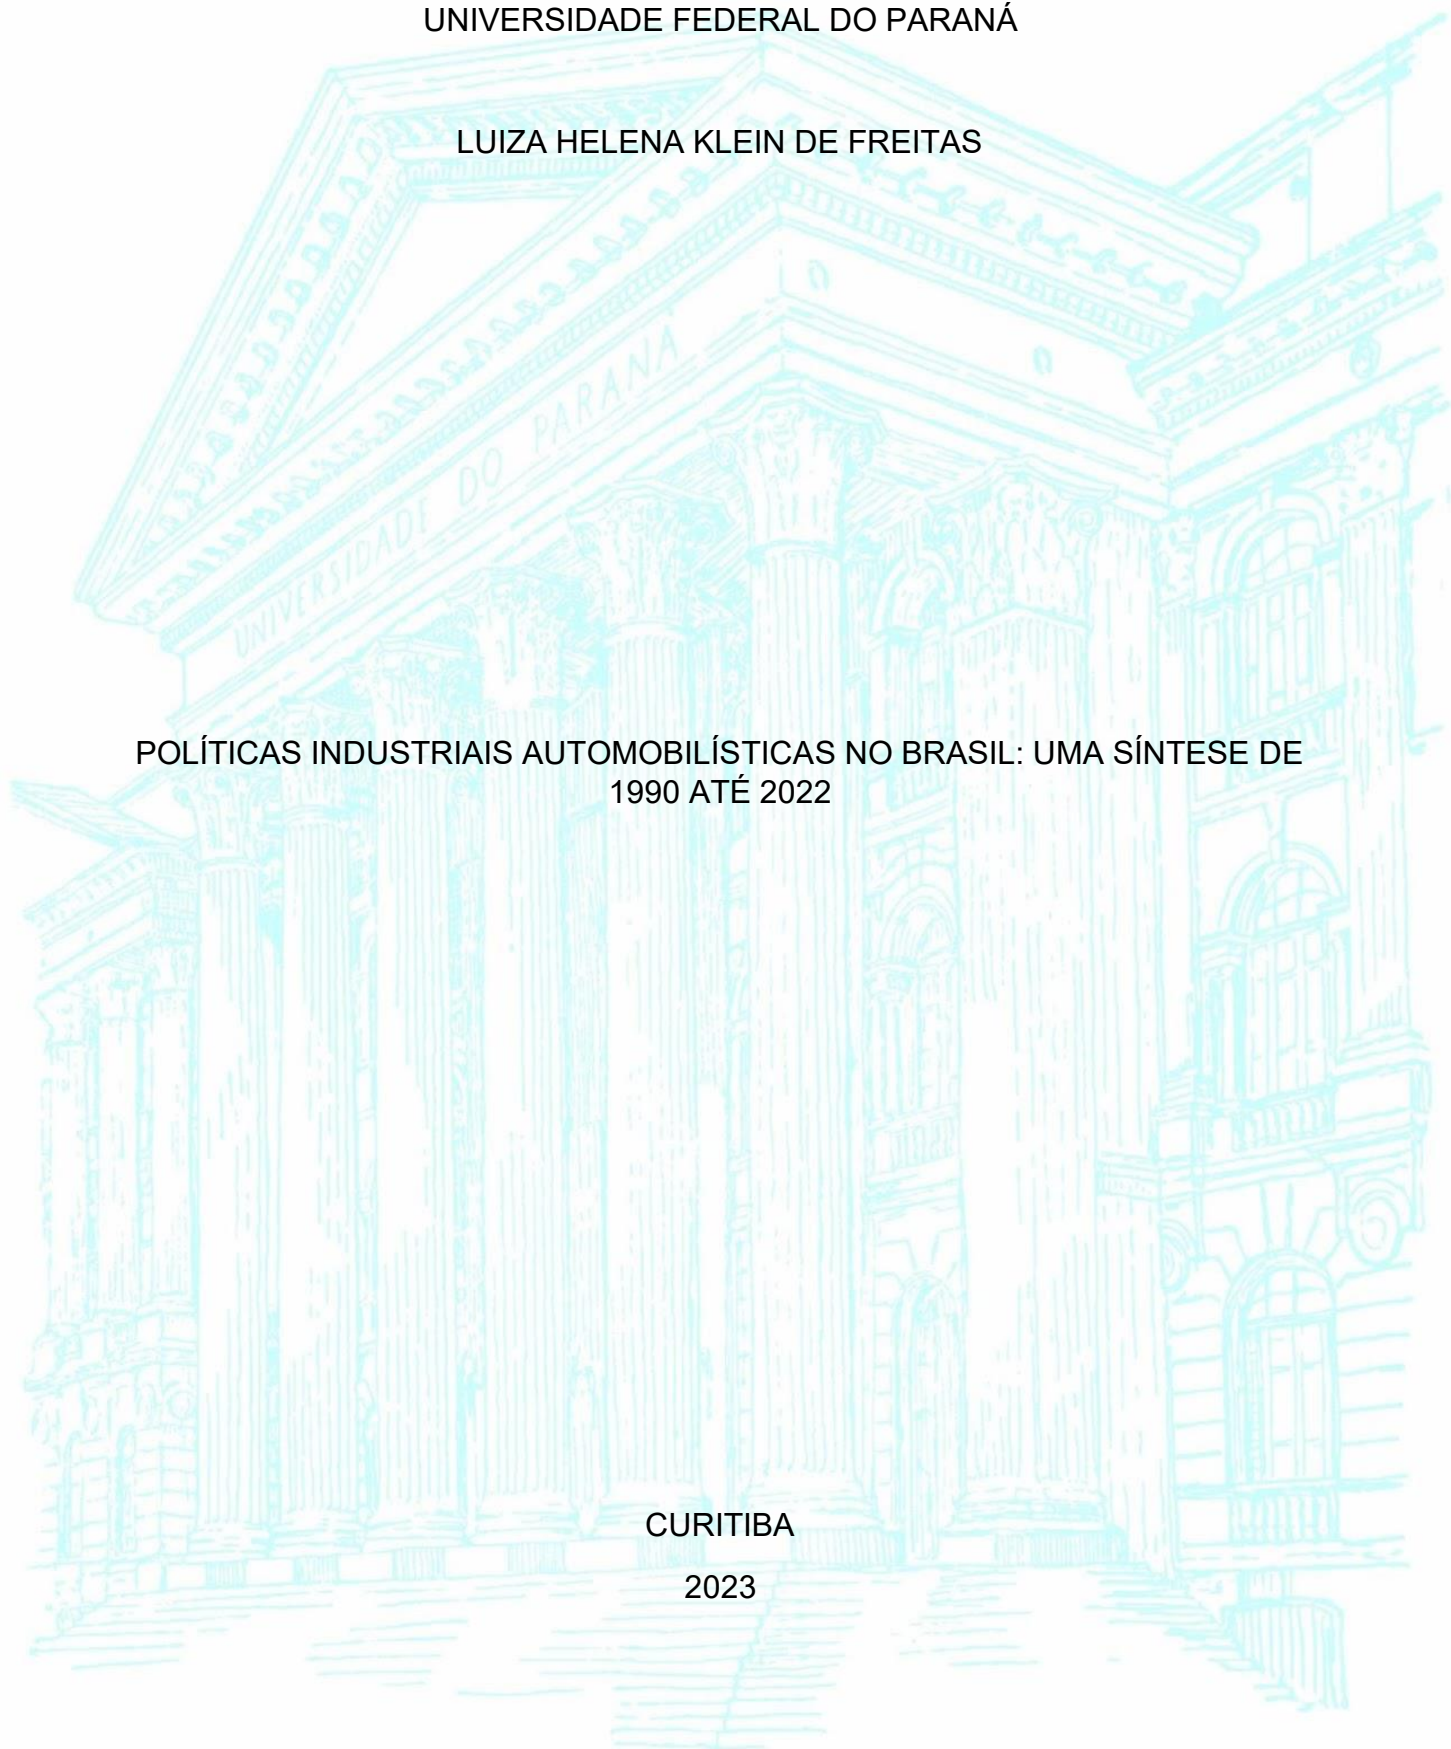 UNIVERSIDADE FEDERAL DO PARANÁ
LUIZA HELENA KLEIN DE FREITAS
UNIVERSIDADE DO PARANÁ
POLÍTICAS INDUSTRIAIS AUTOMOBILÍSTICAS NO BRASIL: UMA SÍNTESE DE
1990 ATÉ 2022
CURITIBA
2023